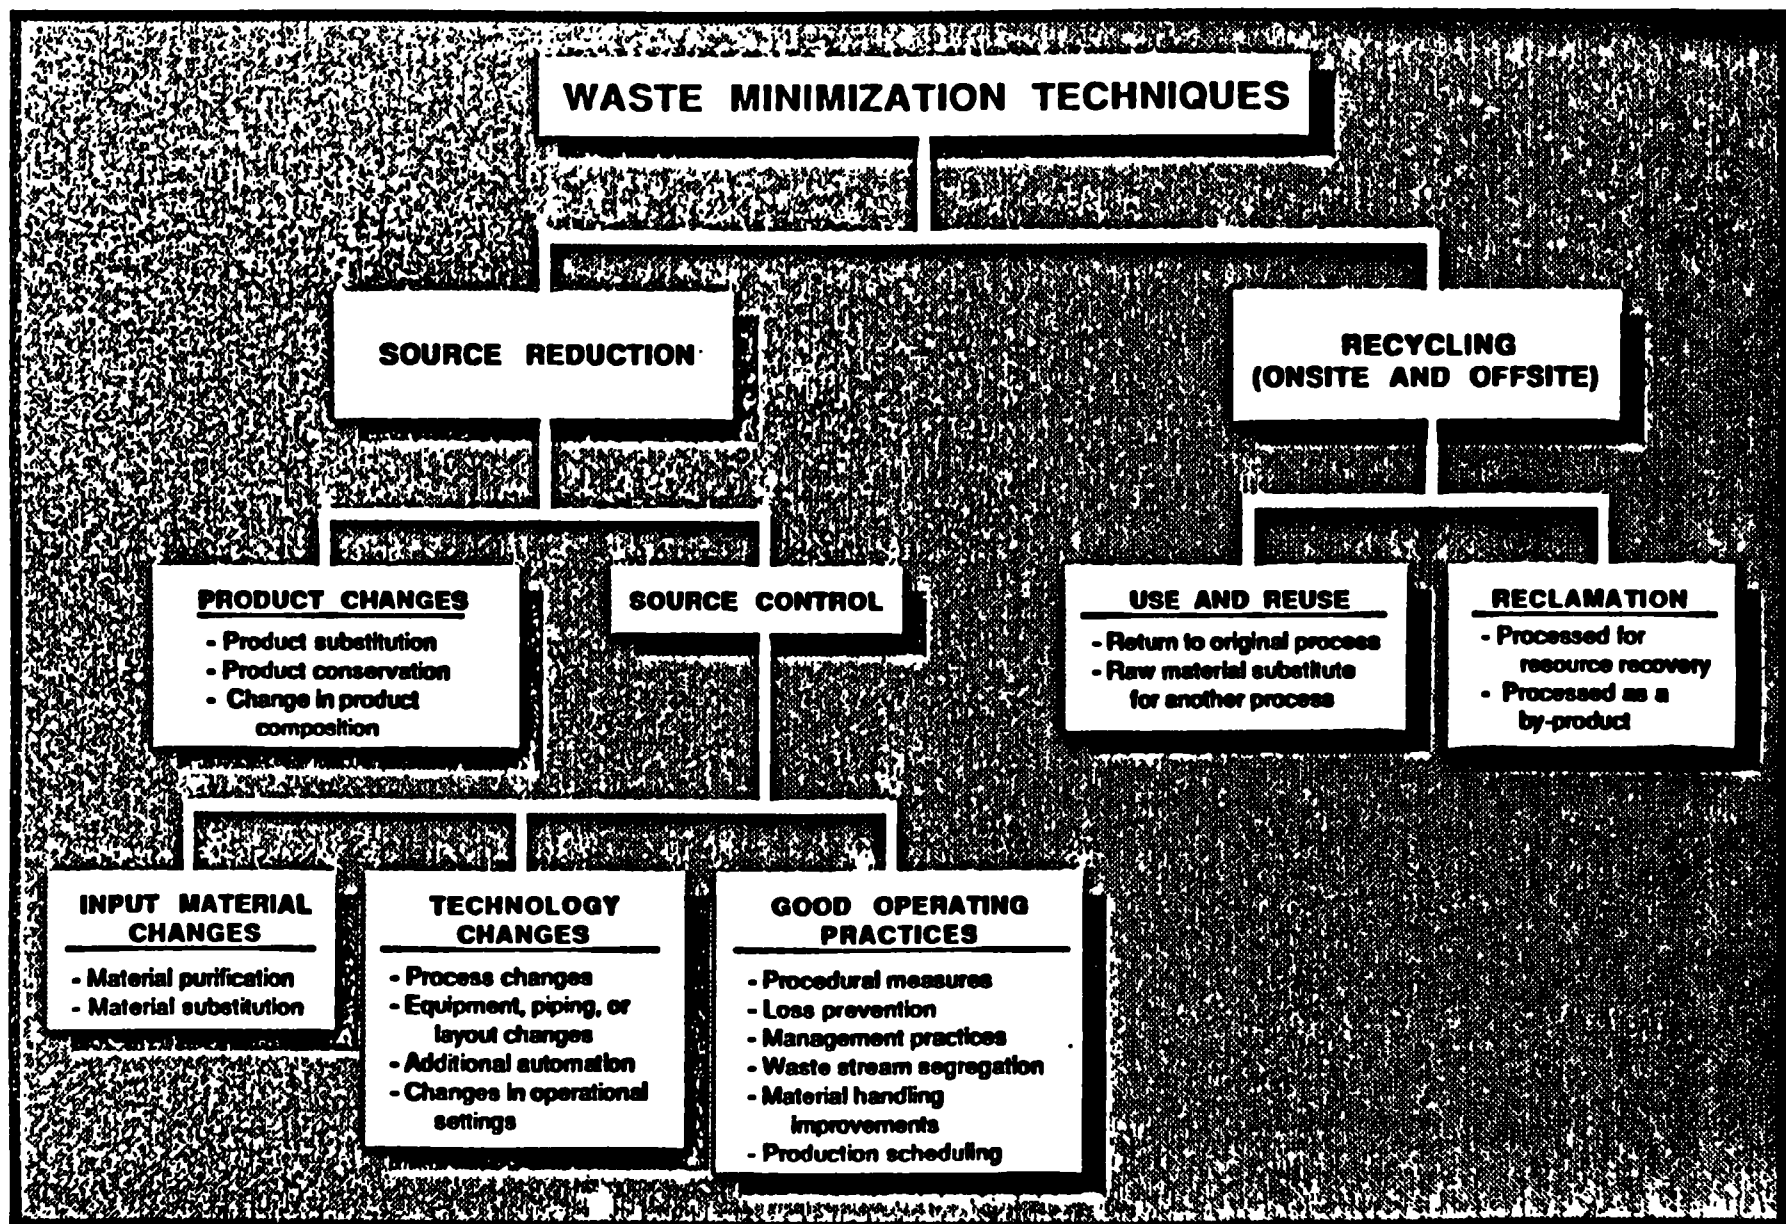 WASTE MINIMIZATION TECHNIQUES
SOURCE REDUCTION
RECYCLING
(ONSITE AND OFFSITE)
PRODUCT CHANGES
- Product substitution
- Product conservation
- Change in product
composition
SOURCE CONTROL
USE AND REUSE
- Return to original process
- Raw material substitute
for another process
RECLAMATION
- Processed for
resource recovery
- Processed as a
by-product
INPUT MATERIAL
CHANGES
- Material purification
- Material substitution
TECHNOLOGY
CHANGES
- Process changes
- Equipment, piping, or
layout changes
- Additional automation
- Changes in operational
settings
GOOD OPERATING
PRACTICES
- Procedural measures
- Loss prevention
- Management practices
- Waste stream segregation
- Material handling
improvements
- Production scheduling